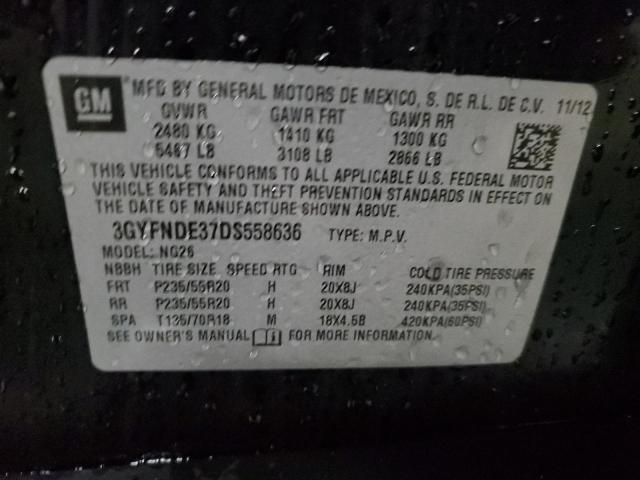 GM MFD BY GENERAL MOTORS DE MEXICO, S. DE R.L. DE C.V. 11/12
GVWR GAWR FRT GAWR RR
2480 KG 1410 KG 1300 KG
5467 LB 3108 LB 2866 LB
THIS VEHICLE CONFORMS TO ALL APPLICABLE U.S. FEDERAL MOTOR
VEHICLE SAFETY AND THEFT PREVENTION STANDARDS IN EFFECT ON
THE DATE OF MANUFACTURE SHOWN ABOVE.
3GYFNDE37DS558636 TYPE: M.P.V.
MODEL: NG26
NBBH TIRE SIZE SPEED RTG RIM COLD TIRE PRESSURE
FRT P235/55R20 H 20X8J 240KPA(35PSI)
RR P235/55R20 H 20X8J 240KPA(35PSI)
SPA T135/70R18 M 18X4.5B 420KPA(60PSI)
SEE OWNER'S MANUAL FOR MORE INFORMATION